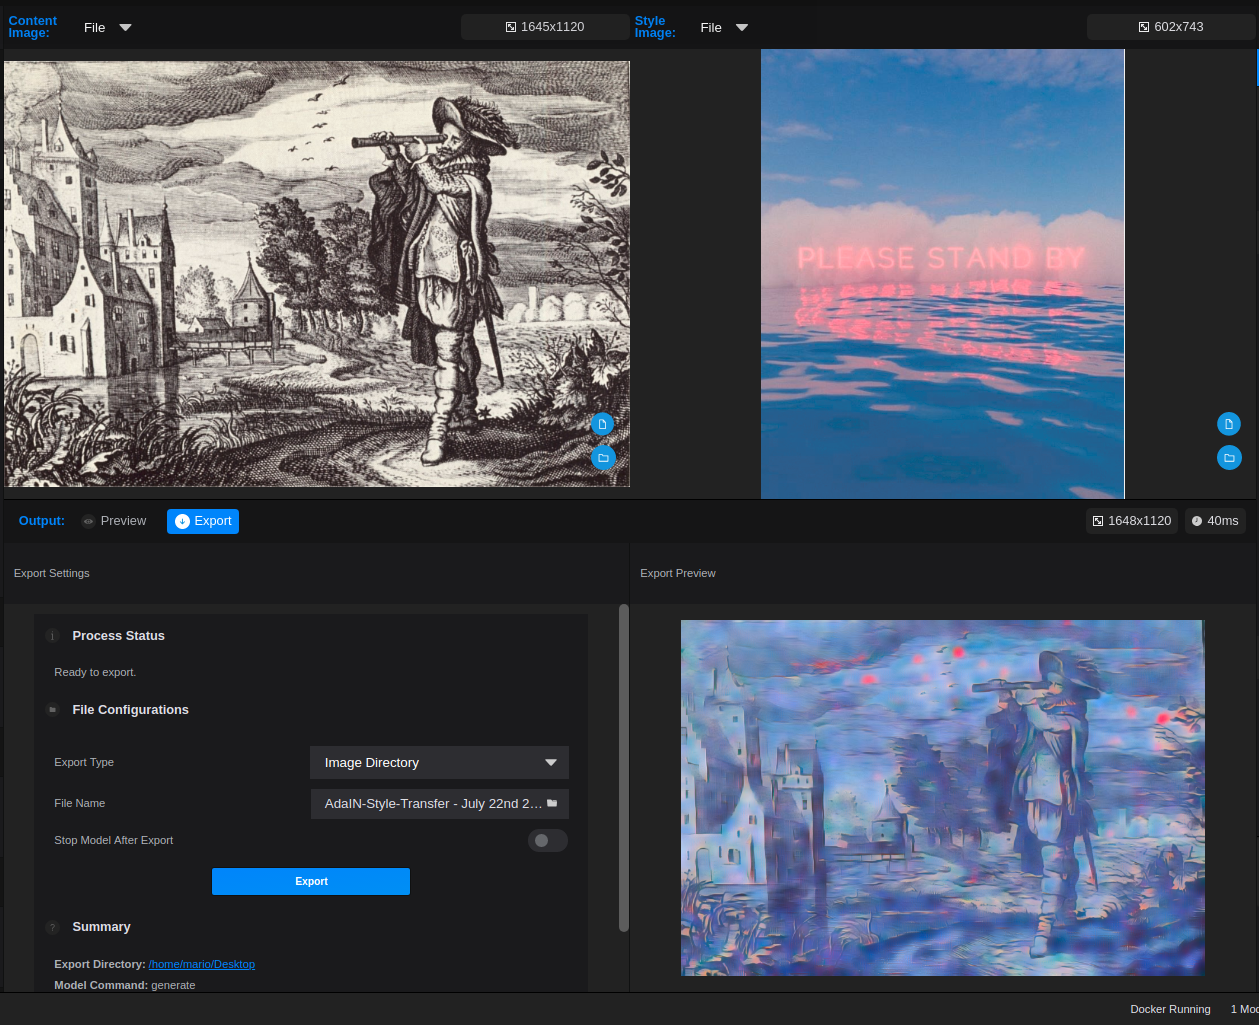 Content
Image:
File
1645x1120
Style
Image:
File
602x743
PLEASE STAND BY
Output:
Preview
Export
1648x1120
40ms
Export Settings
Export Preview
Process Status
Ready to export.
File Configurations
Export Type
Image Directory
File Name
AdaIN-Style-Transfer - July 22nd 2…
Stop Model After Export
Export
? Summary
Export Directory: /home/mario/Desktop
Model Command: generate
Docker Running
1 Moc